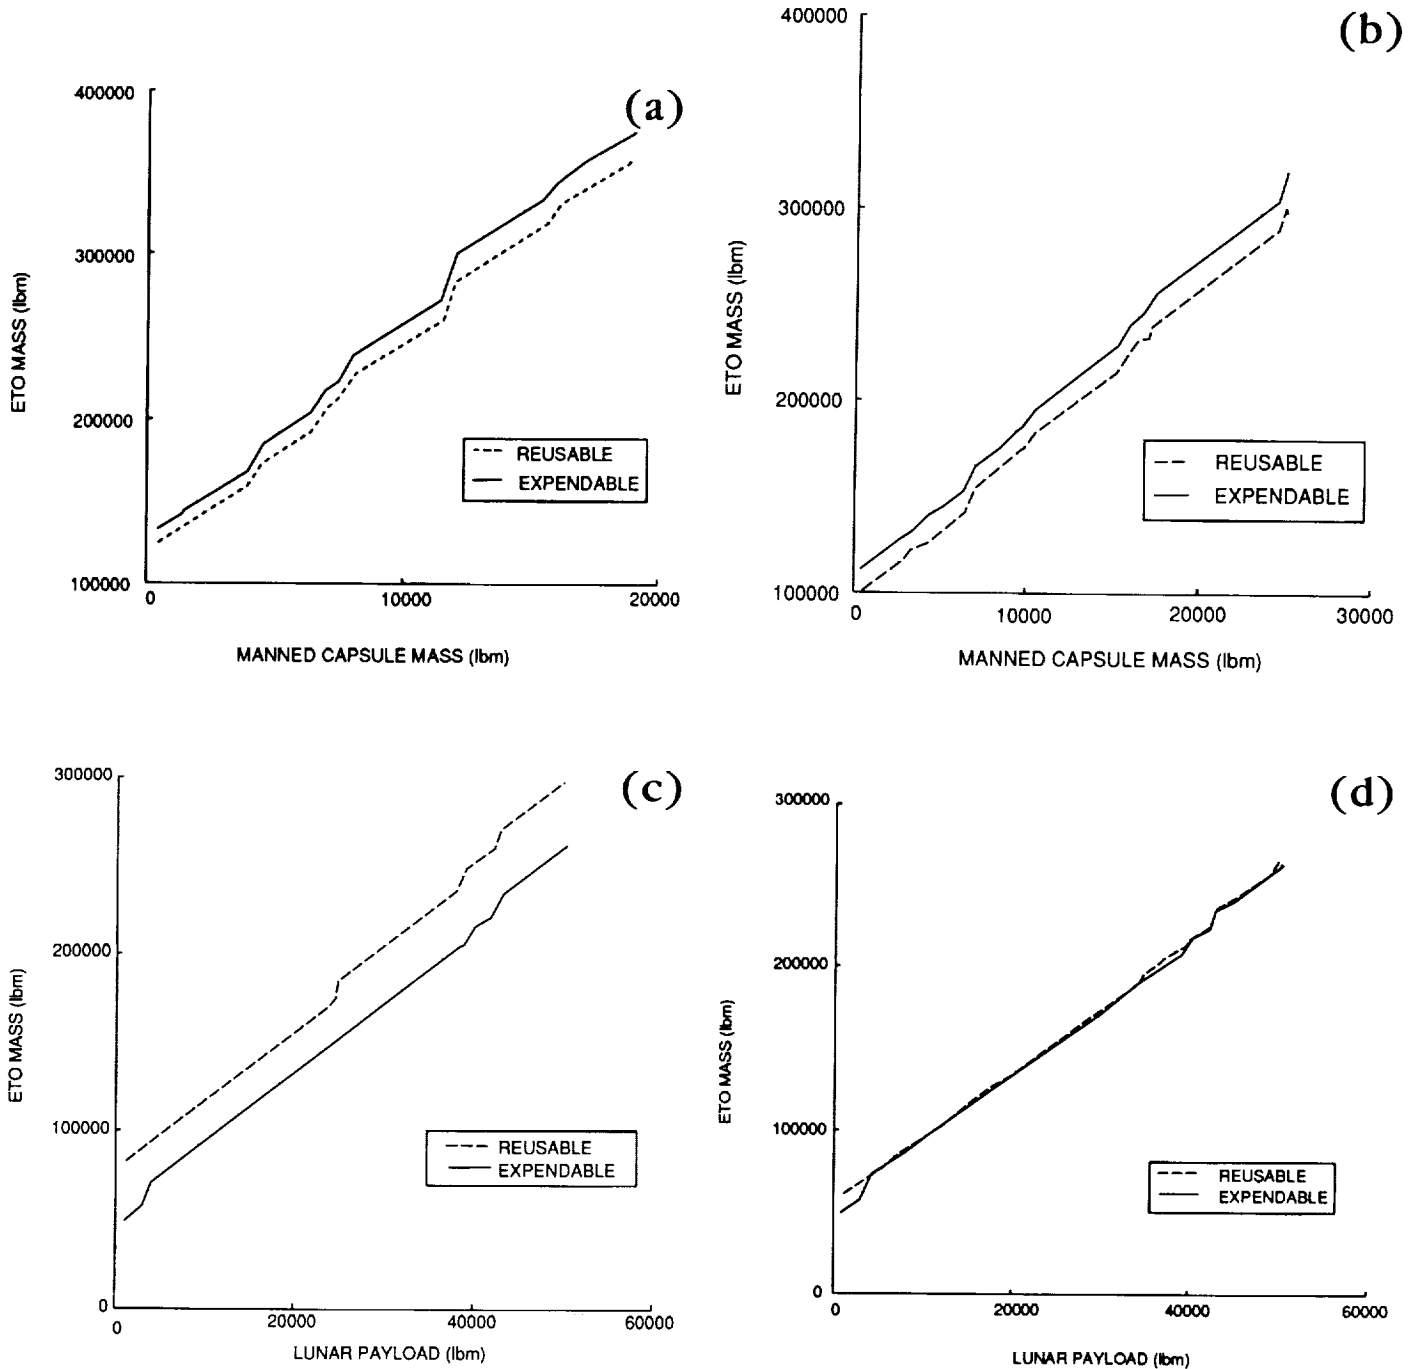 (a)
400000
300000
200000
100000
0
10000
20000
ETO MASS (lbm)
MANNED CAPSULE MASS (lbm)
REUSABLE
EXPENDABLE
(b)
400000
300000
200000
100000
0
10000
20000
30000
ETO MASS (lbm)
MANNED CAPSULE MASS (lbm)
REUSABLE
EXPENDABLE
(c)
300000
200000
100000
0
0
20000
40000
60000
ETO MASS (lbm)
LUNAR PAYLOAD (lbm)
REUSABLE
EXPENDABLE
(d)
300000
200000
100000
0
0
20000
40000
60000
ETO MASS (lbm)
LUNAR PAYLOAD (lbm)
REUSABLE
EXPENDABLE